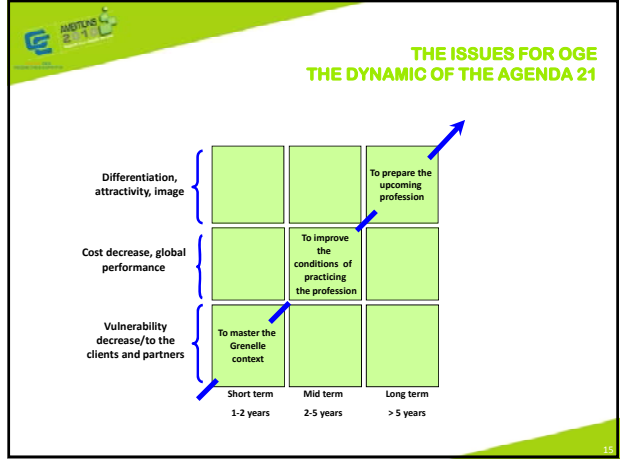 AMBITIONS
2010
THE ISSUES FOR OGE
THE DYNAMIC OF THE AGENDA 21
Differentiation,
attractivity, image
To prepare the
upcoming
profession
Cost decrease, global
performance
To improve
the
conditions of
practicing
the profession
Vulnerability
decrease/to the
clients and partners
To master the
Grenelle
context
Short term
Mid term
Long term
1-2 years
2-5 years
> 5 years
15